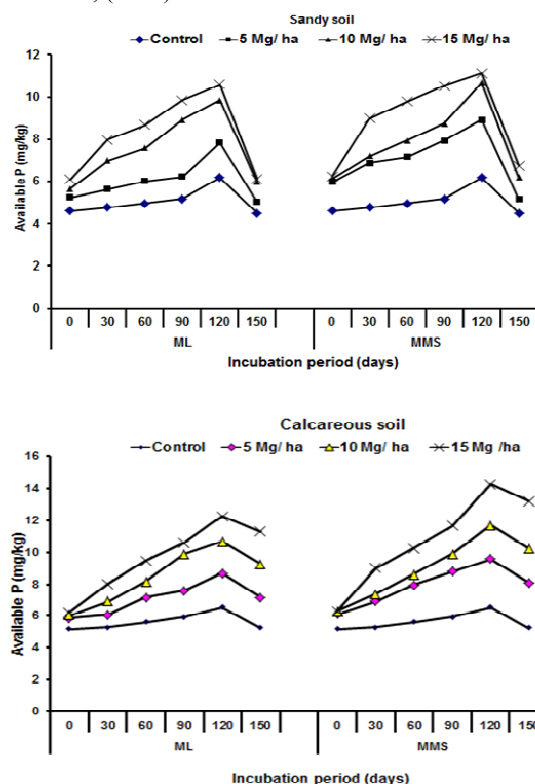 Sandy soil
Control 5 Mg/ ha 10 Mg/ ha 15 Mg/ ha
12
10
8
6
4
2
0
Available P (mg/kg)
0 30 60 90 120 150 0 30 60 90 120 150
ML MMS
Incubation period (days)
Calcareous soil
Control 5 Mg/ ha 10 Mg/ ha 15 Mg /ha
16
14
12
10
8
6
4
2
0
Available P (mg/kg)
0 30 60 90 120 150 0 30 60 90 120 150
ML MMS
Incubation period (days)